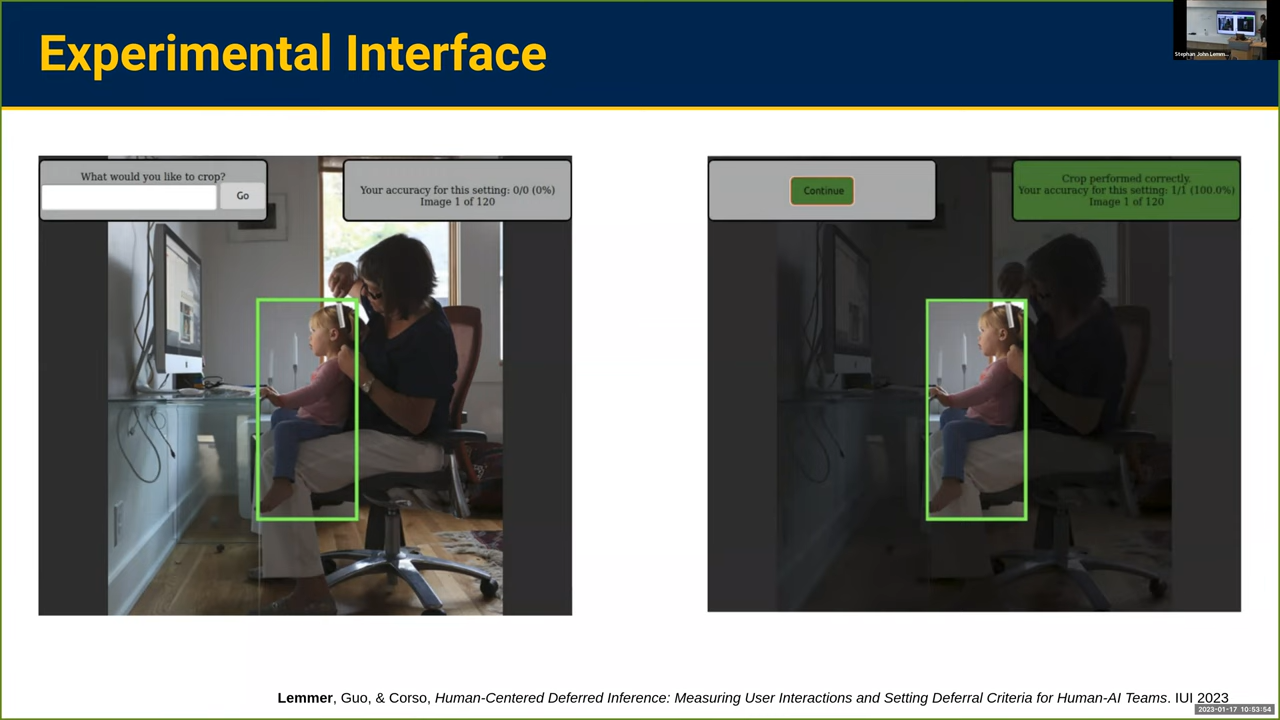 Experimental Interface
Stephan John Lemm...
What would you like to crop?
Go
Your accuracy for this setting: 0/0 (0%)
Image 1 of 120
Continue
Crop performed correctly.
Your accuracy for this setting: 1/1 (100.0%)
Image 1 of 120
Lemmer, Guo, & Corso, Human-Centered Deferred Inference: Measuring User Interactions and Setting Deferral Criteria for Human-AI Teams. IUI 2023
2023-01-17 10:53:54